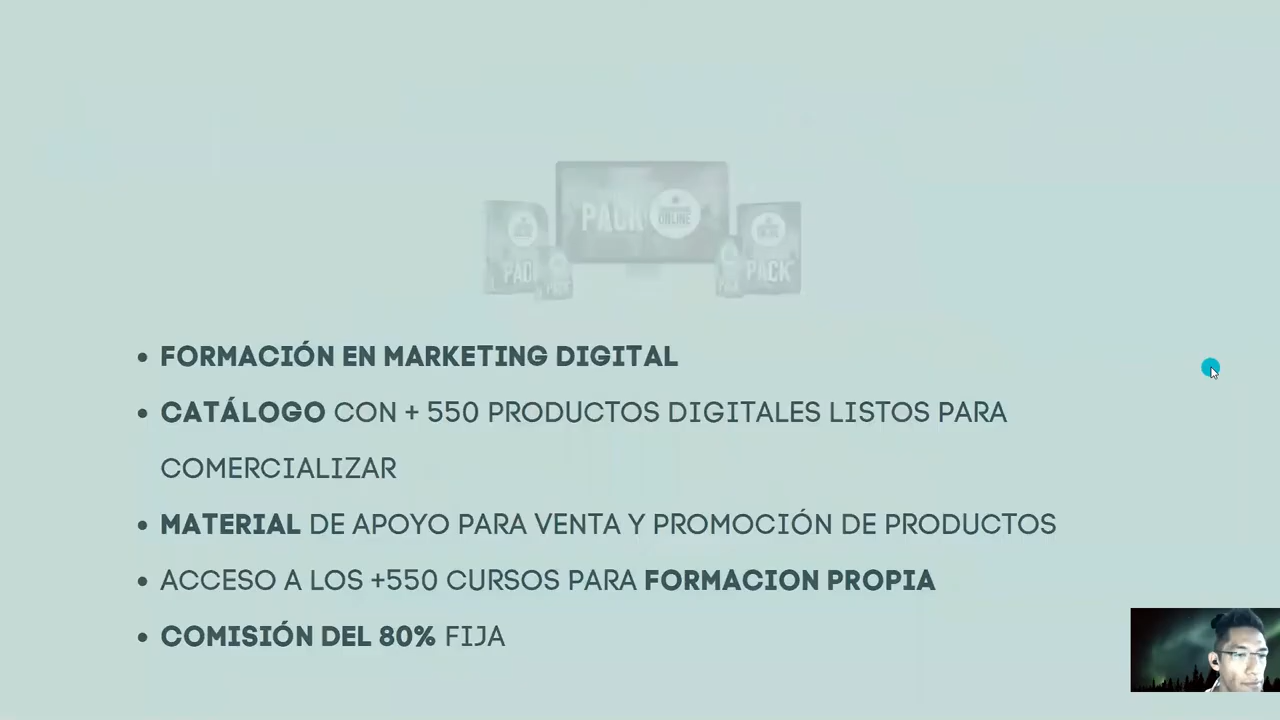 PACK ONLINE
PACK
• FORMACIÓN EN MARKETING DIGITAL
• CATÁLOGO CON + 550 PRODUCTOS DIGITALES LISTOS PARA
COMERCIALIZAR
• MATERIAL DE APOYO PARA VENTA Y PROMOCIÓN DE PRODUCTOS
• ACCESO A LOS +550 CURSOS PARA FORMACION PROPIA
• COMISIÓN DEL 80% FIJA